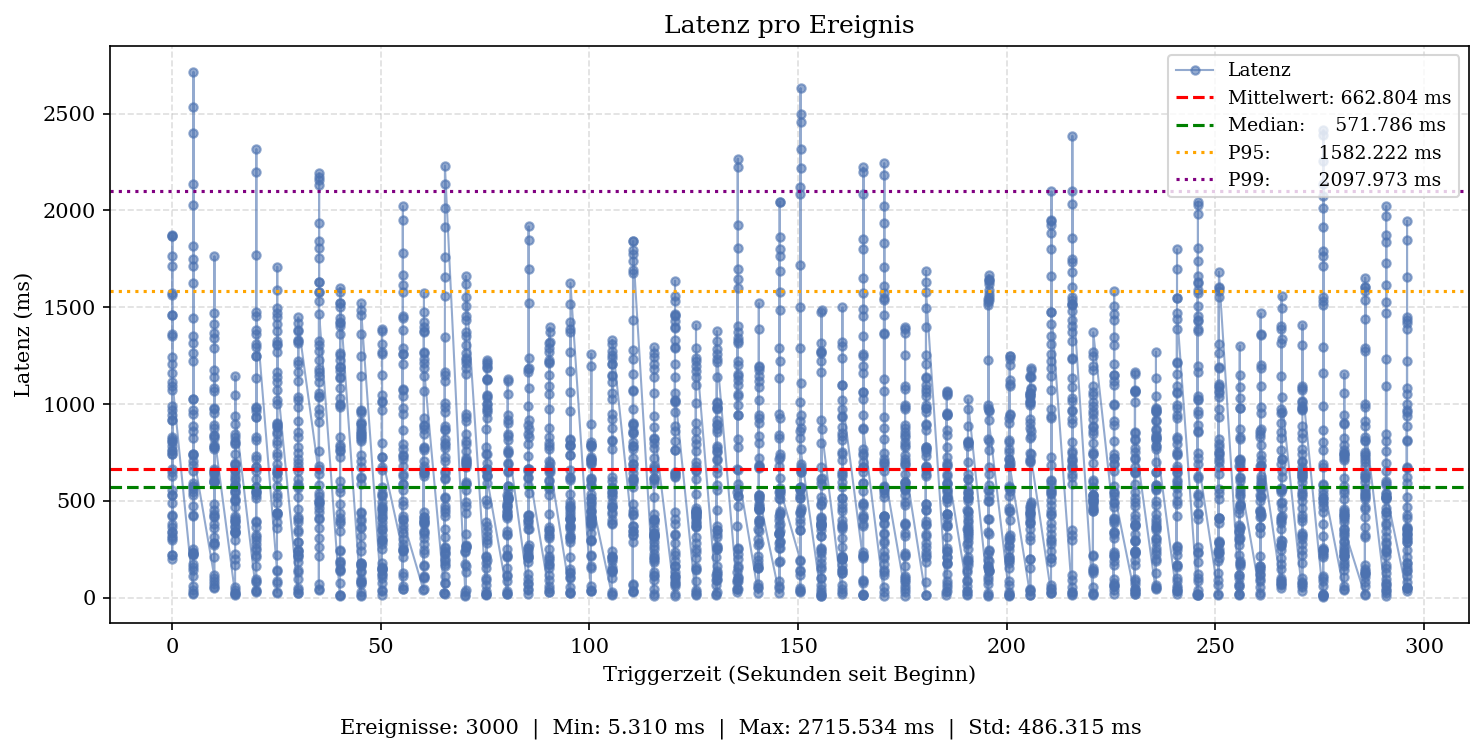 Latenz pro Ereignis
Latenz (ms)
2500
2000
1500
1000
500
0
Latenz
Mittelwert: 662.804 ms
Median: 571.786 ms
P95: 1582.222 ms
P99: 2097.973 ms
0 50 100 150 200 250 300
Triggerzeit (Sekunden seit Beginn)
Ereignisse: 3000 | Min: 5.310 ms | Max: 2715.534 ms | Std: 486.315 ms